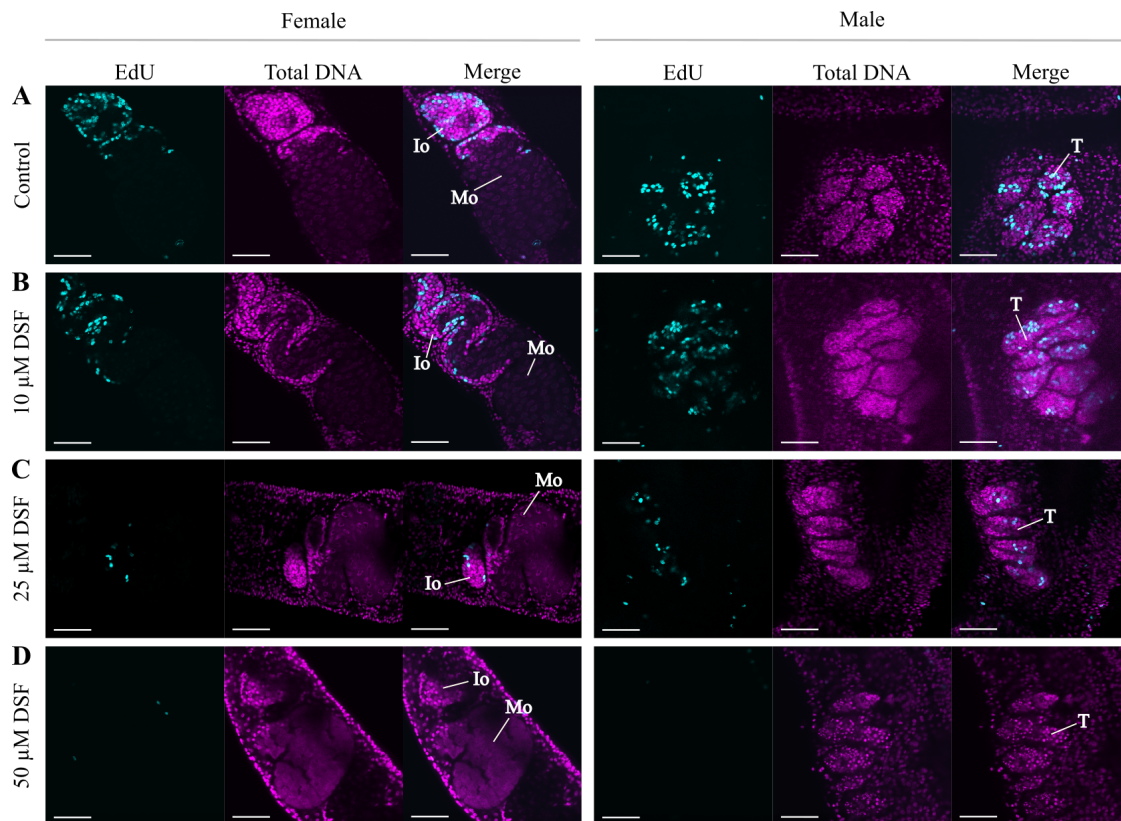 Female Male
EdU Total DNA Merge EdU Total DNA Merge
A
Control
Io
Mo
T
B
10 µM DSF
Io
Mo
T
C
25 µM DSF
Mo
Io
T
D
50 µM DSF
Io
Mo
T